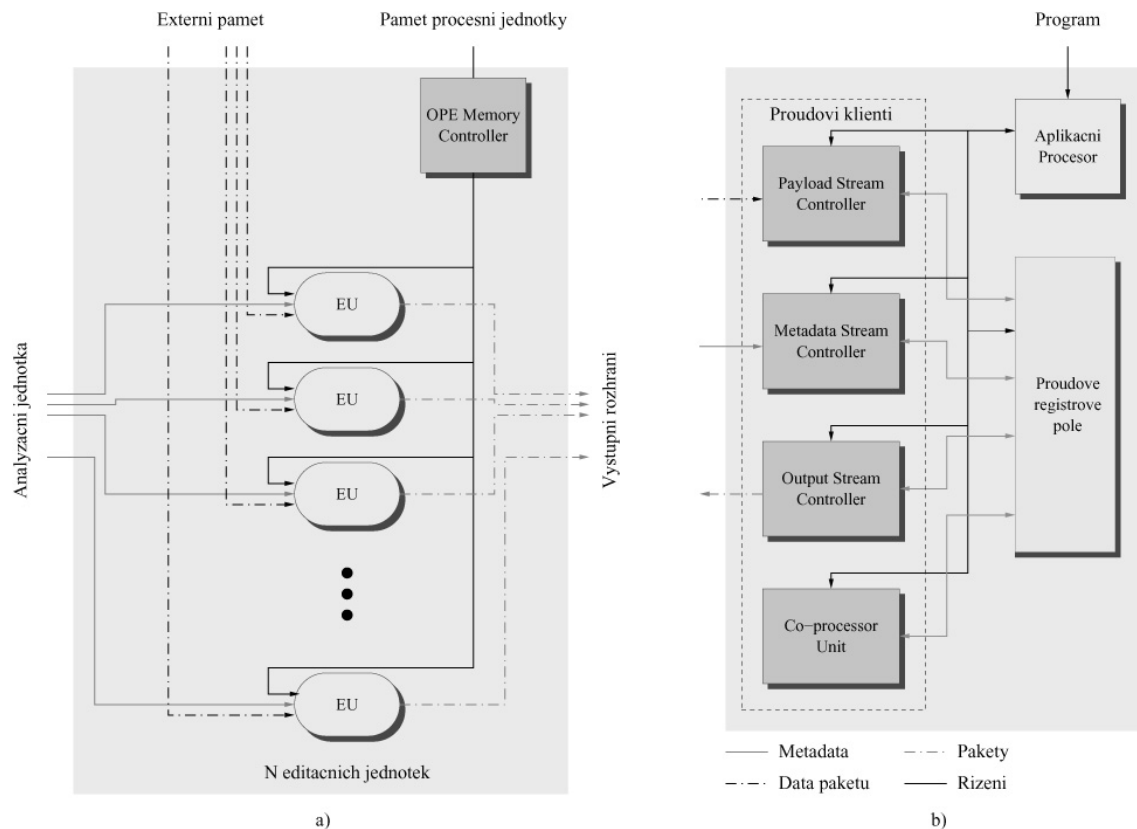 Externi pamet
Pamet procesni jednotky
OPE Memory
Controller
EU
EU
EU
EU
Analyzacni jednotka
Vystupni rozhrani
N editacnich jednotek
a)
Program
Proudovi klienti
Aplikacni
Procesor
Payload Stream
Controller
Metadata Stream
Controller
Proudove
registrove
pole
Output Stream
Controller
Co−processor
Unit
Metadata
Pakety
Data paketu
Rizeni
b)